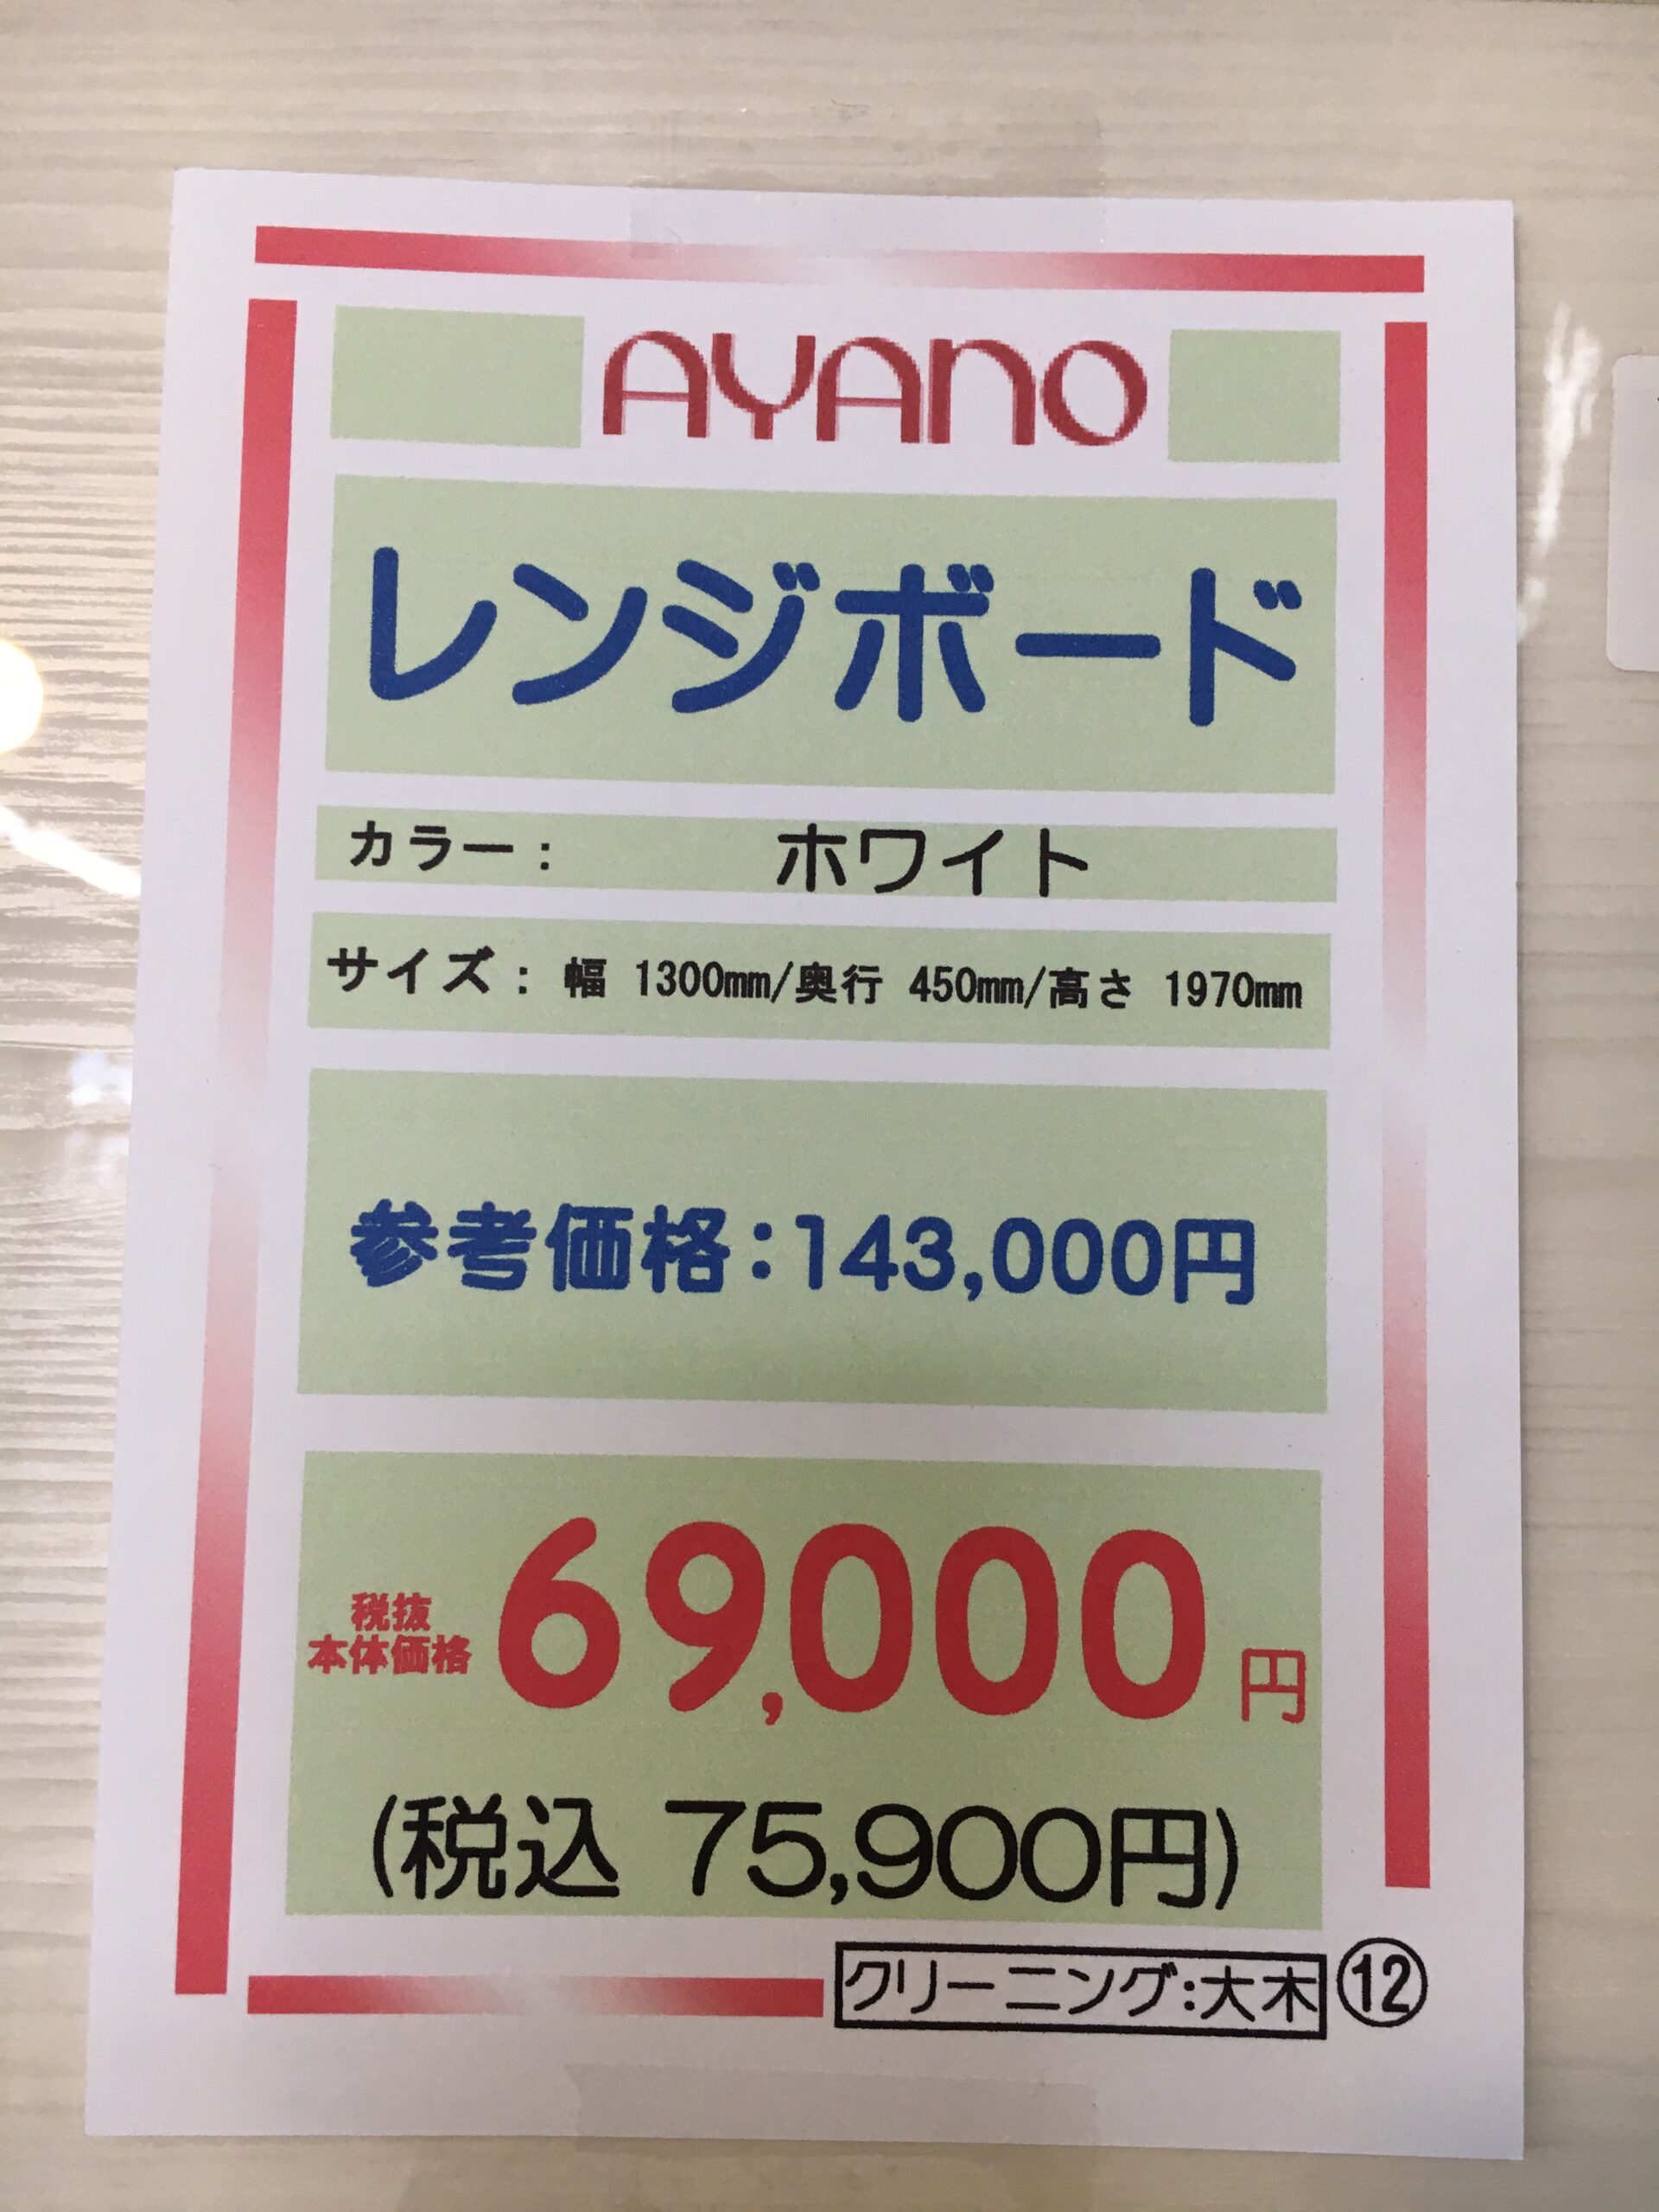 AYANO
レンジボード
カラー： ホワイト
サイズ： 幅 1300mm/奥行 450mm/高さ 1970mm
参考価格：143,000円
税抜
本体価格 69,000円
(税込 75,900円)
クリーニング：大木 ⑫